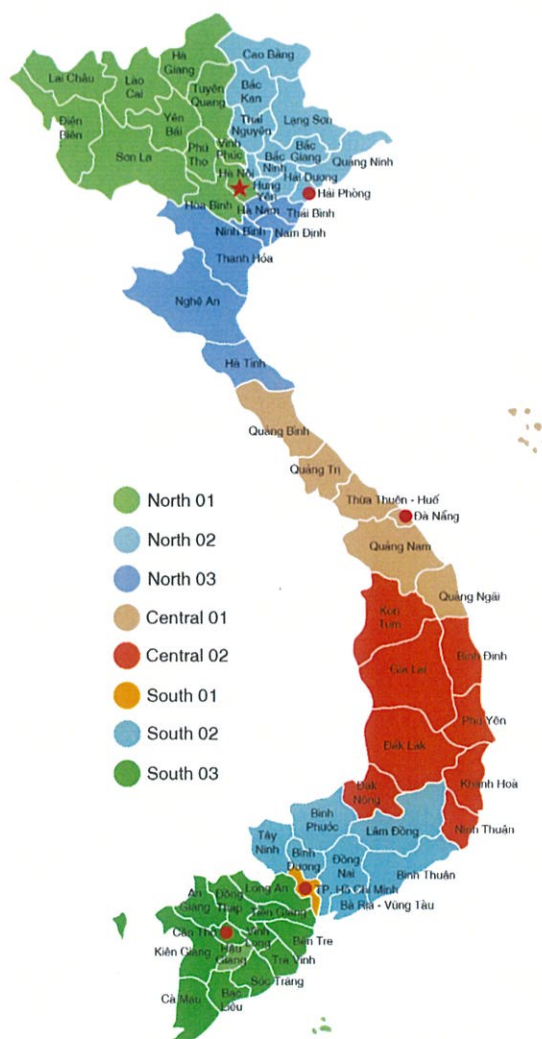 Hà
Giang
Cao Bằng
Lai Châu
Lào
Cai
Tuyên
Quang
Bắc
Kạn
Điện
Biên
Yên
Bái
Thái
Nguyên
Lạng Sơn
Sơn La
Phú
Thọ
Vĩnh
Phúc
Bắc
Giang
Bắc
Ninh
Quảng Ninh
Hà Nội
Hải Dương
Hưng
Yên
Hải Phòng
Hòa Bình
Hà Nam
Thái Bình
Ninh Bình
Nam Định
Thanh Hóa
Nghệ An
Hà Tĩnh
Quảng Bình
Quảng Trị
Thừa Thuên - Huế
Đà Nẵng
Quảng Nam
Quảng Ngãi
North 01
North 02
North 03
Central 01
Central 02
South 01
South 02
South 03
Kon
Tum
Gia Lai
Bình Định
Phú Yên
Đắk Lắk
Khánh Hoà
Đắk
Nông
Ninh Thuận
Bình
Phước
Lâm Đồng
Tây
Ninh
Bình
Dương
Đồng
Nai
Bình Thuận
TP. Hồ Chí Minh
Bà Rịa - Vũng Tàu
Long An
An
Giang
Đồng
Tháp
Tiền Giang
Cần Thơ
Vĩnh
Long
Bến Tre
Kiên Giang
Hậu
Giang
Trà Vinh
Sóc Trăng
Cà Mau
Bạc
Liêu